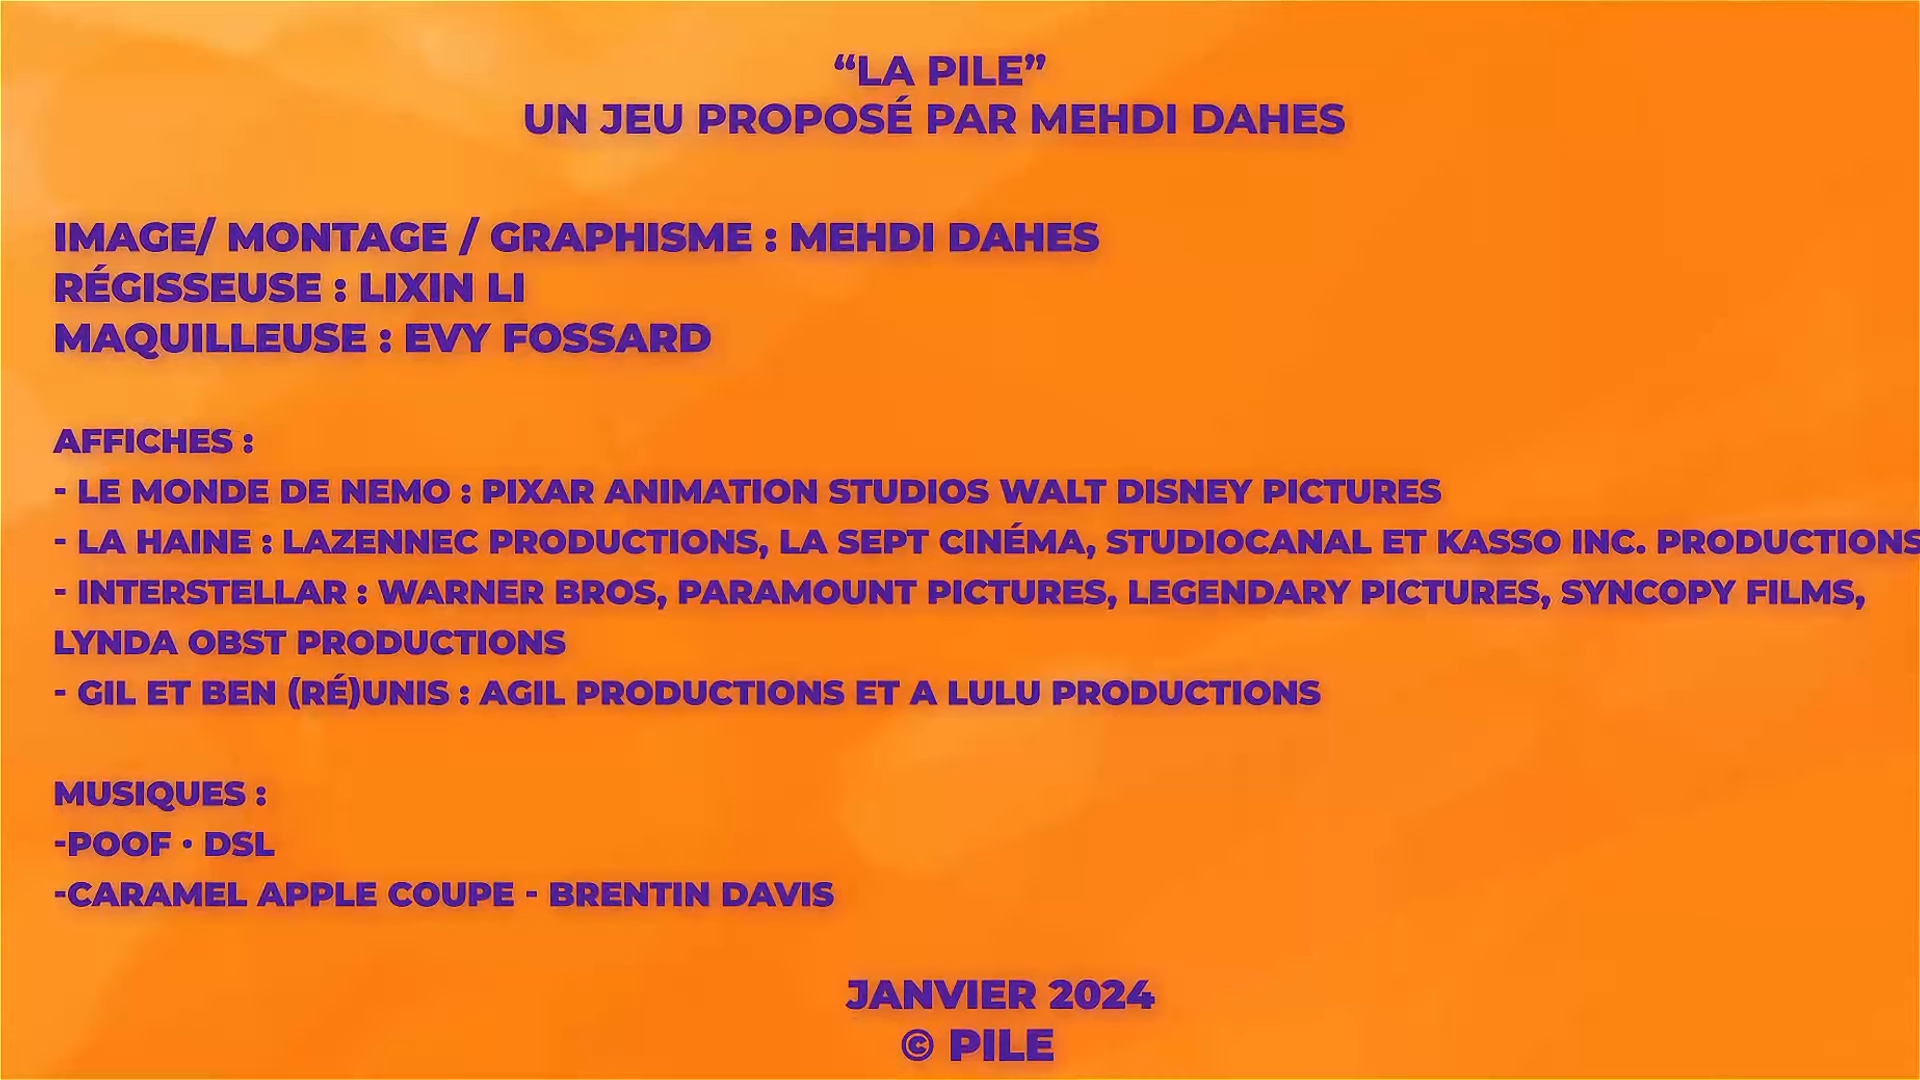 “LA PILE”
UN JEU PROPOSÉ PAR MEHDI DAHES
IMAGE/ MONTAGE / GRAPHISME : MEHDI DAHES
RÉGISSEUSE : LIXIN LI
MAQUILLEUSE : EVY FOSSARD
AFFICHES :
- LE MONDE DE NEMO : PIXAR ANIMATION STUDIOS WALT DISNEY PICTURES
- LA HAINE : LAZENNEC PRODUCTIONS, LA SEPT CINÉMA, STUDIOCANAL ET KASSO INC. PRODUCTIONS
- INTERSTELLAR : WARNER BROS, PARAMOUNT PICTURES, LEGENDARY PICTURES, SYNCOPY FILMS,
LYNDA OBST PRODUCTIONS
- GIL ET BEN (RÉ)UNIS : AGIL PRODUCTIONS ET A LULU PRODUCTIONS
MUSIQUES :
-POOF • DSL
-CARAMEL APPLE COUPE - BRENTIN DAVIS
JANVIER 2024
© PILE